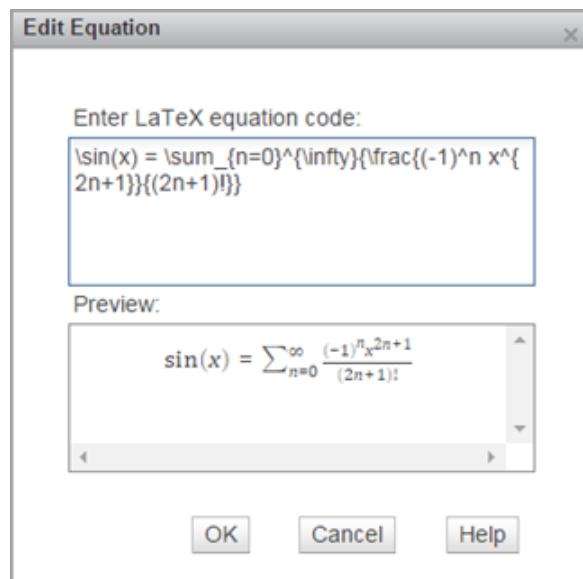 Edit Equation
Enter LaTeX equation code:
\sin(x) = \sum_{n=0}^{\infty}{\frac{(-1)^n x^{
2n+1}}{(2n+1)!}}
Preview:
sin(x) = ∑_{n=0}^{∞} (-1)^n x^{2n+1} / (2n+1)!
OK Cancel Help